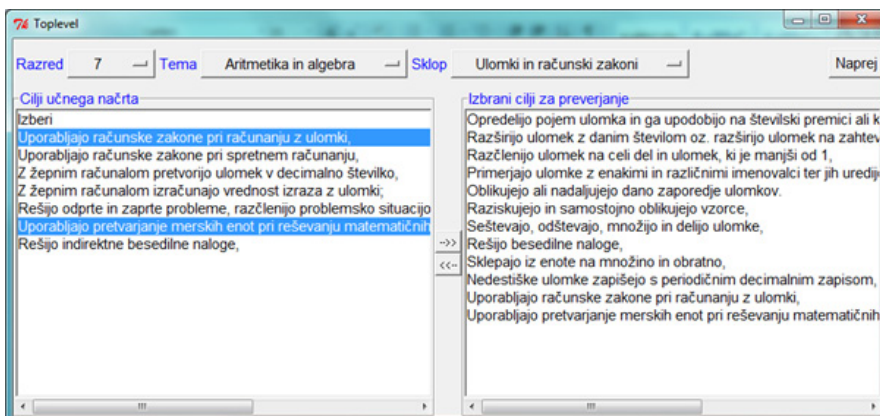 Toplevel
Razred 7 Tema Aritmetika in algebra Sklop Ulomki in računski zakoni Naprej
Cilji učnega načrta
Izberi
Uporabljajo računske zakone pri računanju z ulomki,
Uporabljajo računske zakone pri spretnem računanju,
Z žepnim računalom pretvorijo ulomek v decimalno število,
Z žepnim računalom izračunajo vrednost izraza z ulomki;
Rešijo odprte in zaprte probleme, razčlenijo problemsko situacijo
Uporabljajo pretvarjanje merskih enot pri reševanju matematičnih
Rešijo indirektne besedilne naloge,
-->>
<<--
Izbrani cilji za preverjanje
Opredelijo pojem ulomka in ga upodobijo na številski premici ali k
Razširijo ulomek z danim številom oz. razširijo ulomek na zahtev
Razčlenijo ulomek na celi del in ulomek, ki je manjši od 1,
Primerjajo ulomke z enakimi in različnimi imenovalci ter jih uredijo
Oblikujejo ali nadaljujejo dano zaporedje ulomkov.
Raziskujejo in samostojno oblikujejo vzorce,
Seštevajo, odštevajo, množijo in delijo ulomke,
Rešijo besedilne naloge,
Sklepajo iz enote na množino in obratno,
Nedestiške ulomke zapišejo s periodičnim decimalnim zapisom,
Uporabljajo računske zakone pri računanju z ulomki,
Uporabljajo pretvarjanje merskih enot pri reševanju matematičnih